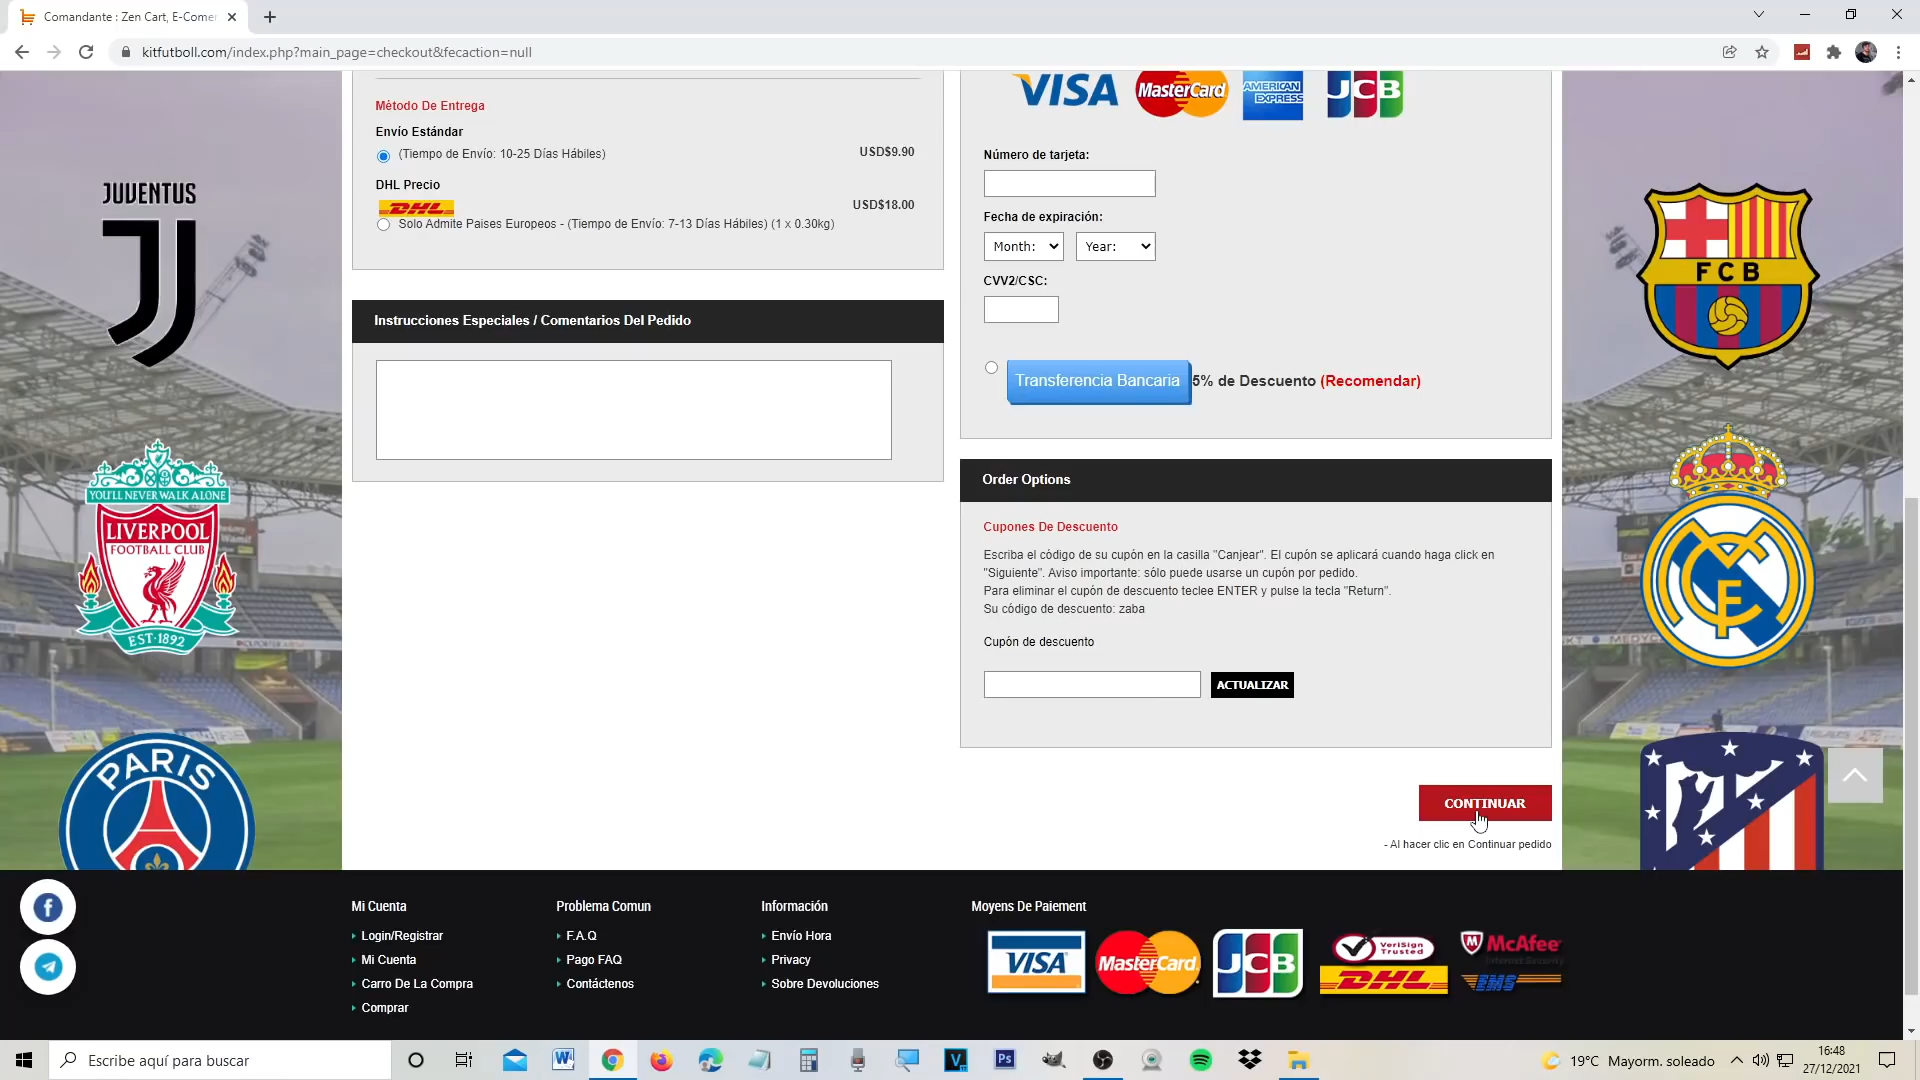 Comandante : Zen Cart, E-Comer
kitfutboll.com/index.php?main_page=checkout&fecaction=null
JUVENTUS
YOU'LL NEVER WALK ALONE
LIVERPOOL
FOOTBALL CLUB
EST·1892
PARIS
Método De Entrega
Envío Estándar
(Tiempo de Envío: 10-25 Días Hábiles)
USD$9.90
DHL Precio
DHL
USD$18.00
Solo Admite Paises Europeos - (Tiempo de Envío: 7-13 Días Hábiles) (1 x 0.30kg)
Instrucciones Especiales / Comentarios Del Pedido
VISA
MasterCard
AMERICAN EXPRESS
JCB
Número de tarjeta:
Fecha de expiración:
Month:
Year:
CVV2/CSC:
Transferencia Bancaria
5% de Descuento (Recomendar)
Order Options
Cupones De Descuento
Escriba el código de su cupón en la casilla "Canjear". El cupón se aplicará cuando haga click en
"Siguiente". Aviso importante: sólo puede usarse un cupón por pedido.
Para eliminar el cupón de descuento teclee ENTER y pulse la tecla "Return".
Su código de descuento: zaba
Cupón de descuento
ACTUALIZAR
CONTINUAR
- Al hacer clic en Continuar pedido
FCB
Mi Cuenta
Login/Registrar
Mi Cuenta
Carro De La Compra
Comprar
Problema Comun
F.A.Q
Pago FAQ
Contáctenos
Información
Envío Hora
Privacy
Sobre Devoluciones
Moyens De Paiement
VISA
MasterCard
JCB
VeriSign
Trusted
DHL
McAfee
Internet Security
EMS
Escribe aquí para buscar
19°C Mayorm. soleado
16:48
27/12/2021